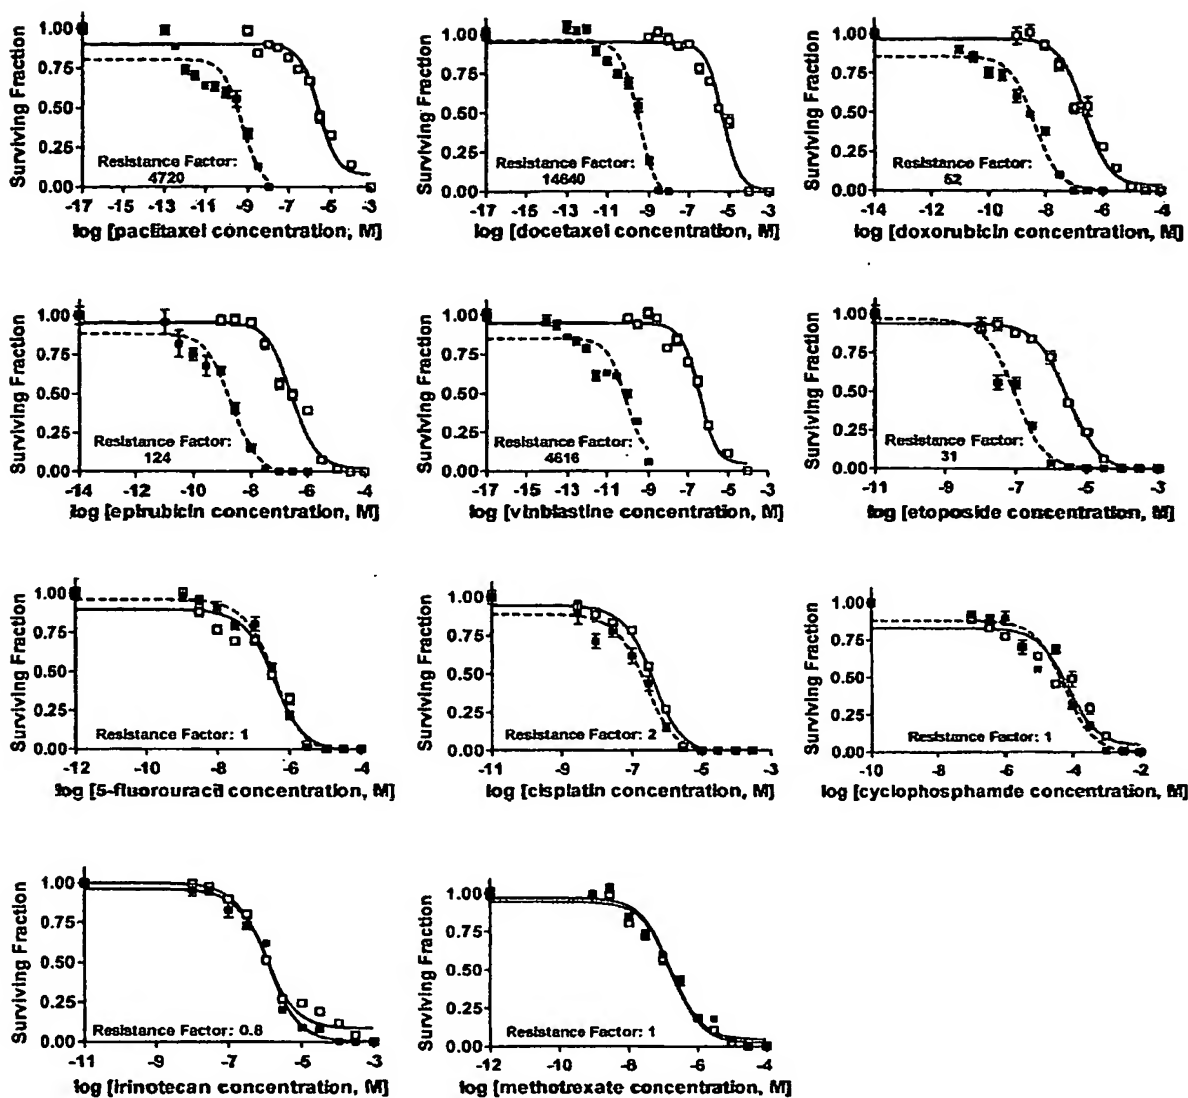 Surviving Fraction
1.00
0.75
0.50
0.25
0.00
Resistance Factor:
4720
-17 -15 -13 -11 -9 -7 -5 -3
log [paclitaxel concentration, M]
Surviving Fraction
1.00
0.75
0.50
0.25
0.00
Resistance Factor:
14640
-17 -15 -13 -11 -9 -7 -5 -3
log [docetaxel concentration, M]
Surviving Fraction
1.00
0.75
0.50
0.25
0.00
Resistance Factor:
52
-14 -12 -10 -8 -6 -4
log [doxorubicin concentration, M]
Surviving Fraction
1.00
0.75
0.50
0.25
0.00
Resistance Factor:
124
-14 -12 -10 -8 -6 -4
log [epirubicin concentration, M]
Surviving Fraction
1.00
0.75
0.50
0.25
0.00
Resistance Factor:
4616
-17 -15 -13 -11 -9 -7 -5 -3
log [vinblastine concentration, M]
Surviving Fraction
1.00
0.75
0.50
0.25
0.00
Resistance Factor:
31
-11 -9 -7 -5 -3
log [etoposide concentration, M]
Surviving Fraction
1.00
0.75
0.50
0.25
0.00
Resistance Factor: 1
-12 -10 -8 -6 -4
log [5-fluorouracil concentration, M]
Surviving Fraction
1.00
0.75
0.50
0.25
0.00
Resistance Factor: 2
-11 -9 -7 -5 -3
log [cisplatin concentration, M]
Surviving Fraction
1.00
0.75
0.50
0.25
0.00
Resistance Factor: 1
-10 -8 -6 -4 -2
log [cyclophosphamde concentration, M]
Surviving Fraction
1.00
0.75
0.50
0.25
0.00
Resistance Factor: 0.8
-11 -9 -7 -5 -3
log [irinotecan concentration, M]
Surviving Fraction
1.00
0.75
0.50
0.25
0.00
Resistance Factor: 1
-12 -10 -8 -6 -4
log [methotrexate concentration, M]